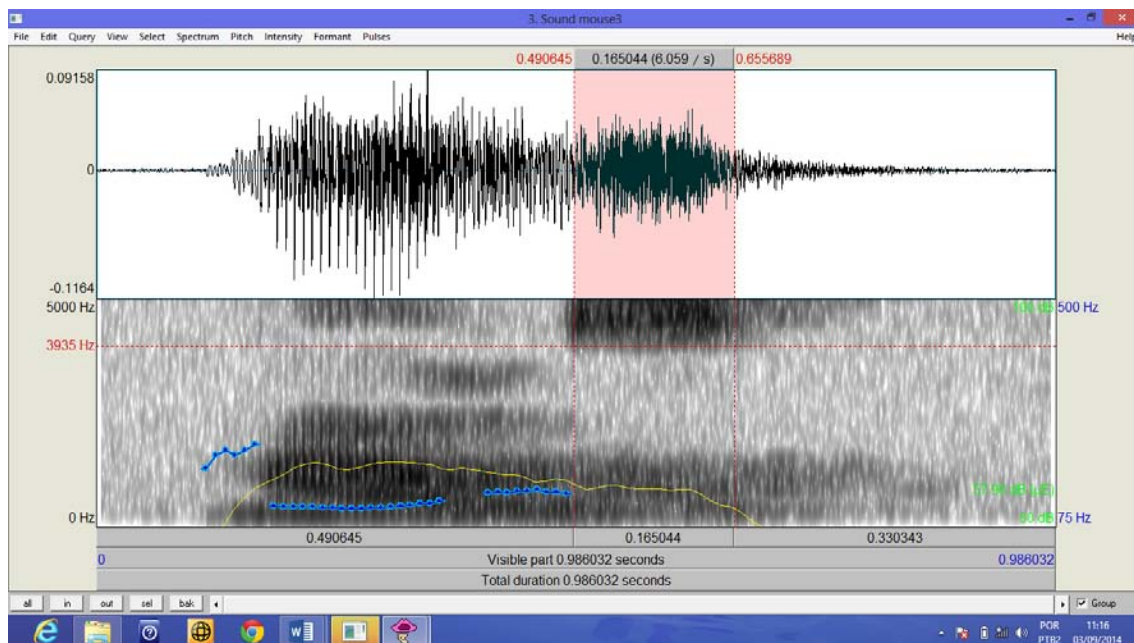 3. Sound mouse3
File Edit Query View Select Spectrum Pitch Intensity Formant Pulses Help
0.490645 0.165044 (6.059 / s) 0.655689
0.09158
0
-0.1164
5000 Hz 500 Hz
3935 Hz
0 Hz 75 Hz
0.490645 0.165044 0.330343
0 Visible part 0.986032 seconds 0.986032
Total duration 0.986032 seconds
all in out sel bak Group
POR 11:16
PTB2 03/09/2014